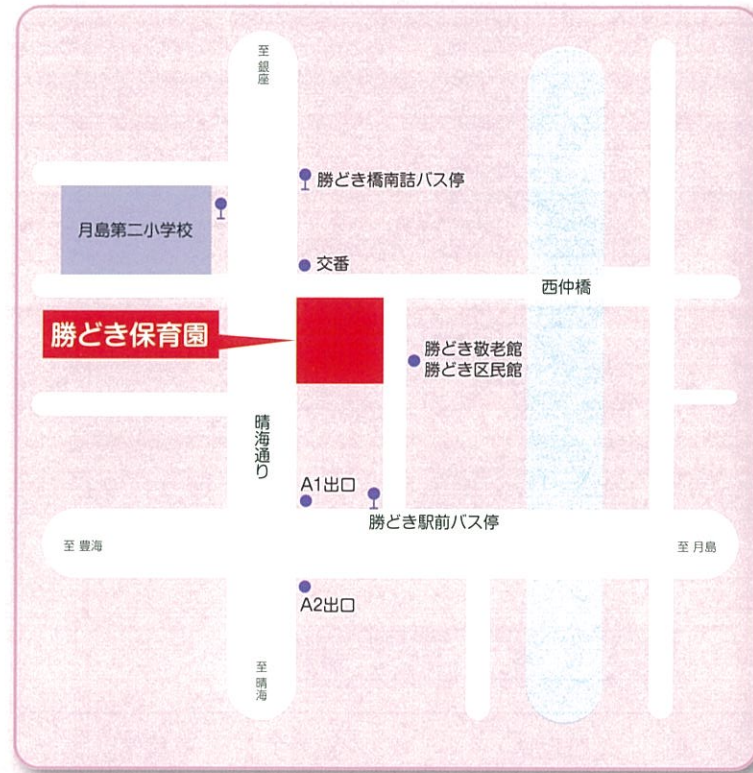 至 銀座
勝どき橋南詰バス停
月島第二小学校
交番
西仲橋
勝どき保育園
勝どき敬老館
勝どき区民館
晴海通り
A1出口
勝どき駅前バス停
至 豊海
至 月島
A2出口
至 晴海